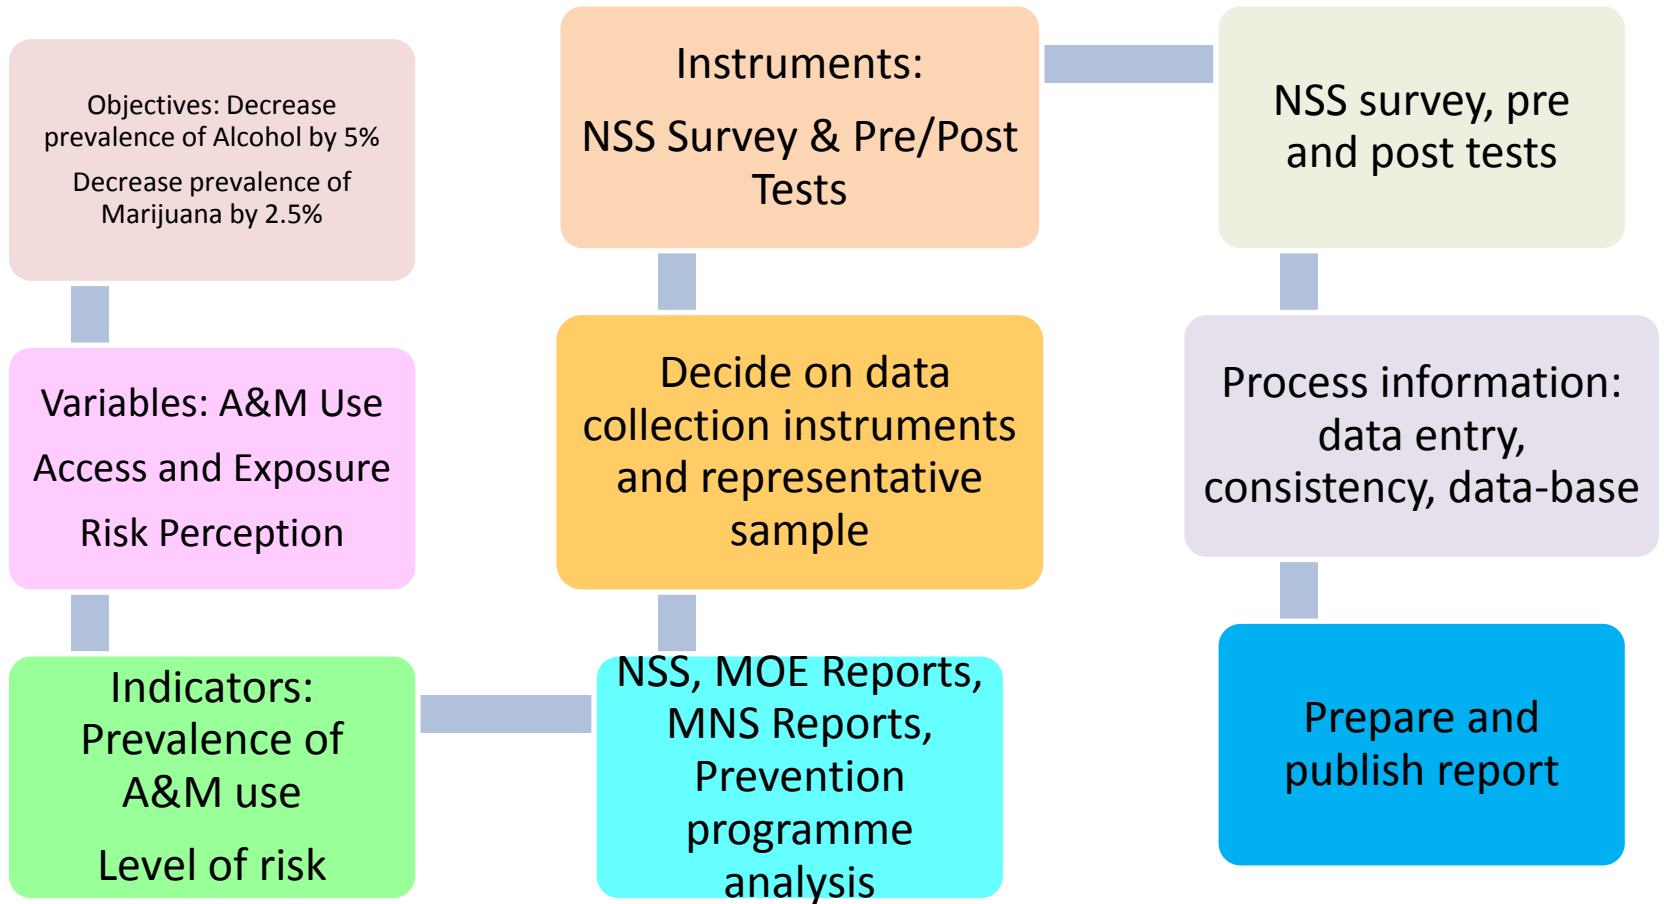 Objectives: Decrease
prevalence of Alcohol by 5%
Decrease prevalence of
Marijuana by 2.5%
Variables: A&M Use
Access and Exposure
Risk Perception
Indicators:
Prevalence of
A&M use
Level of risk
NSS, MOE Reports,
MNS Reports,
Prevention
programme
analysis
Decide on data
collection instruments
and representative
sample
Instruments:
NSS Survey & Pre/Post
Tests
NSS survey, pre
and post tests
Process information:
data entry,
consistency, data-base
Prepare and
publish report